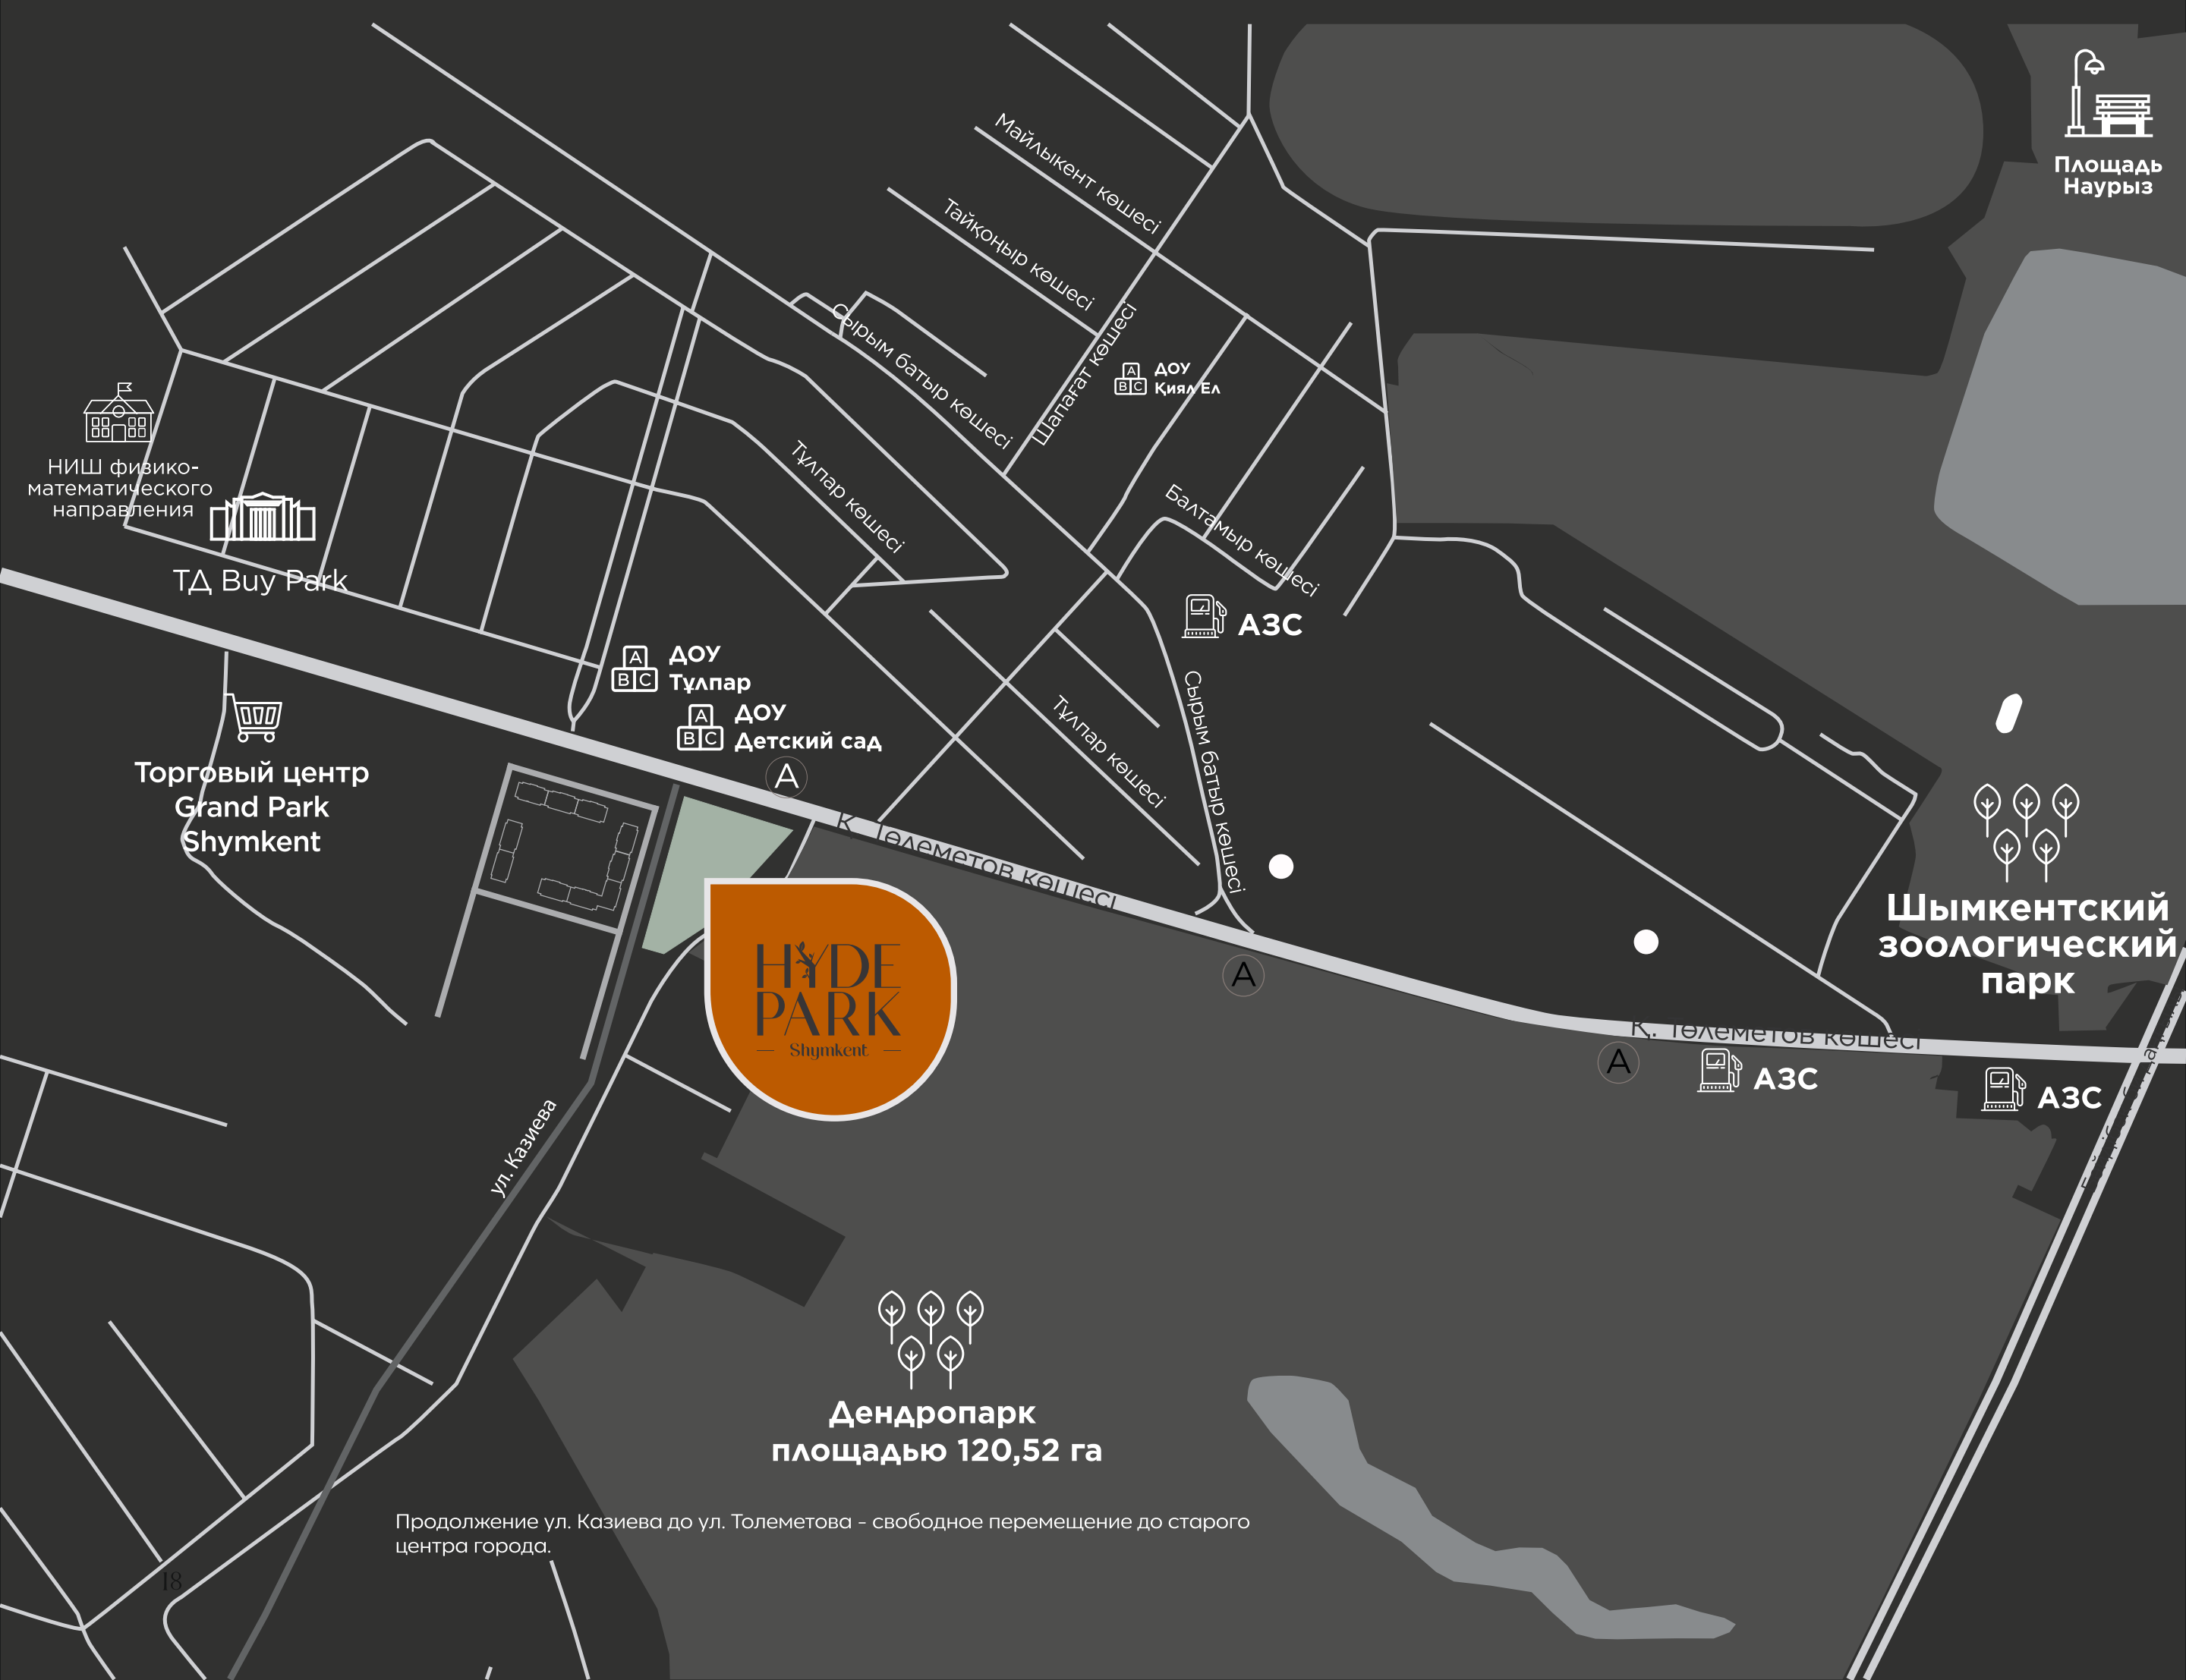 Площадь
Наурыз
Майлыкент көшесі
Тайқоңыр көшесі
Сырым батыр көшесі
Шапағат көшесі
A
B C
ДОУ
Қиял Ел
НИШ физико-
математического
направления
ТД Buy Park
Тұлпар көшесі
Балтамыр көшесі
АЗС
A
B C
ДОУ
Тұлпар
A
B C
ДОУ
Детский сад
A
Торговый центр
Grand Park
Shymkent
Тұлпар көшесі
Сырым батыр көшесі
Қ. Төлеметов көшесі
Шымкентский
зоологический
парк
HYDE
PARK
Shymkent
A
Қ. Төлеметов көшесі
A
АЗС
АЗС
ул. Казиева
Дендропарк
площадью 120,52 га
Продолжение ул. Казиева до ул. Толеметова - свободное перемещение до старого
центра города.
18